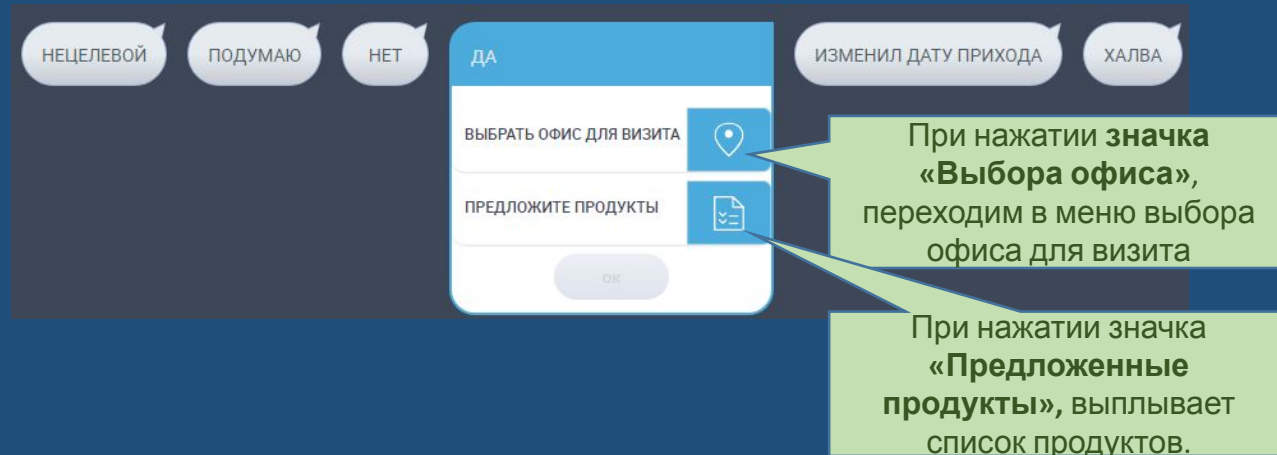 НЕЦЕЛЕВОЙ
ПОДУМАЮ
НЕТ
ДА
ИЗМЕНИЛ ДАТУ ПРИХОДА
ХАЛВА
ВЫБРАТЬ ОФИС ДЛЯ ВИЗИТА
ПРЕДЛОЖИТЕ ПРОДУКТЫ
ОК
При нажатии значка
«Выбора офиса»,
переходим в меню выбора
офиса для визита
При нажатии значка
«Предложенные
продукты», выплывает
список продуктов.